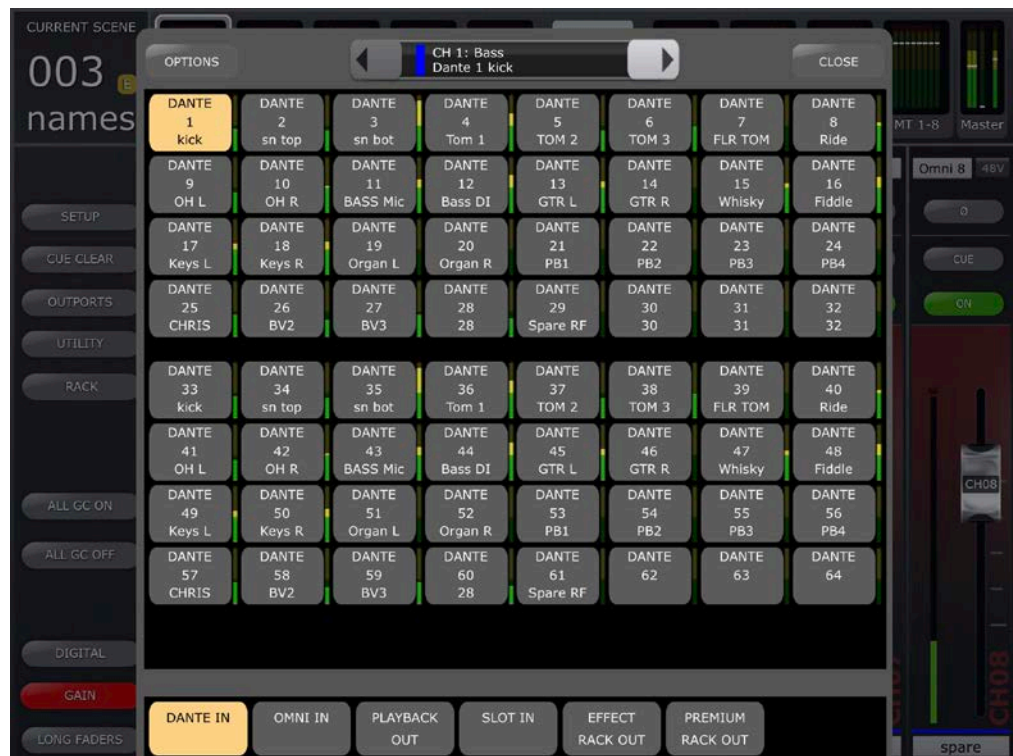 CURRENT SCENE
003 E
names
OPTIONS
CH 1: Bass
Dante 1 kick
CLOSE
MT 1-8 Master
DANTE DANTE DANTE DANTE DANTE DANTE DANTE DANTE
1 2 3 4 5 6 7 8
kick sn top sn bot Tom 1 TOM 2 TOM 3 FLR TOM Ride
DANTE DANTE DANTE DANTE DANTE DANTE DANTE DANTE
9 10 11 12 13 14 15 16
OH L OH R BASS Mic Bass DI GTR L GTR R Whisky Fiddle
DANTE DANTE DANTE DANTE DANTE DANTE DANTE DANTE
17 18 19 20 21 22 23 24
Keys L Keys R Organ L Organ R PB1 PB2 PB3 PB4
DANTE DANTE DANTE DANTE DANTE DANTE DANTE DANTE
25 26 27 28 29 30 31 32
CHRIS BV2 BV3 28 Spare RF 30 31 32
DANTE DANTE DANTE DANTE DANTE DANTE DANTE DANTE
33 34 35 36 37 38 39 40
kick sn top sn bot Tom 1 TOM 2 TOM 3 FLR TOM Ride
DANTE DANTE DANTE DANTE DANTE DANTE DANTE DANTE
41 42 43 44 45 46 47 48
OH L OH R BASS Mic Bass DI GTR L GTR R Whisky Fiddle
DANTE DANTE DANTE DANTE DANTE DANTE DANTE DANTE
49 50 51 52 53 54 55 56
Keys L Keys R Organ L Organ R PB1 PB2 PB3 PB4
DANTE DANTE DANTE DANTE DANTE DANTE DANTE DANTE
57 58 59 60 61 62 63 64
CHRIS BV2 BV3 28 Spare RF
DANTE IN OMNI IN PLAYBACK OUT SLOT IN EFFECT RACK OUT PREMIUM RACK OUT
SETUP
CUE CLEAR
OUTPORTS
UTILITY
RACK
ALL GC ON
ALL GC OFF
DIGITAL
GAIN
LONG FADERS
Omni 8 48V
Ø
CUE
ON
CH08
CH07
CH08
spare